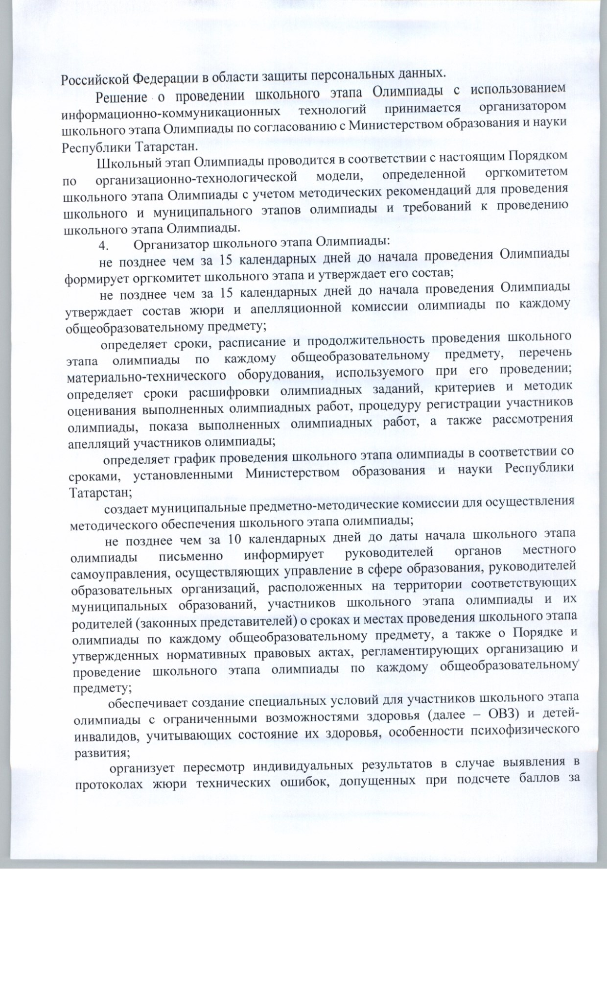 Российской Федерации в области защиты персональных данных.
Решение о проведении школьного этапа Олимпиады с использованием
информационно-коммуникационных технологий принимается организатором
школьного этапа Олимпиады по согласованию с Министерством образования и науки
Республики Татарстан.
Школьный этап Олимпиады проводится в соответствии с настоящим Порядком
по организационно-технологической модели, определенной оргкомитетом
школьного этапа Олимпиады с учетом методических рекомендаций для проведения
школьного и муниципального этапов олимпиады и требований к проведению
школьного этапа Олимпиады.
4. Организатор школьного этапа Олимпиады:
не позднее чем за 15 календарных дней до начала проведения Олимпиады
формирует оргкомитет школьного этапа и утверждает его состав;
не позднее чем за 15 календарных дней до начала проведения Олимпиады
утверждает состав жюри и апелляционной комиссии олимпиады по каждому
общеобразовательному предмету;
определяет сроки, расписание и продолжительность проведения школьного
этапа олимпиады по каждому общеобразовательному предмету, перечень
материально-технического оборудования, используемого при его проведении;
определяет сроки расшифровки олимпиадных заданий, критериев и методик
оценивания выполненных олимпиадных работ, процедуру регистрации участников
олимпиады, показа выполненных олимпиадных работ, а также рассмотрения
апелляций участников олимпиады;
определяет график проведения школьного этапа олимпиады в соответствии со
сроками, установленными Министерством образования и науки Республики
Татарстан;
создает муниципальные предметно-методические комиссии для осуществления
методического обеспечения школьного этапа олимпиады;
не позднее чем за 10 календарных дней до даты начала школьного этапа
олимпиады письменно информирует руководителей органов местного
самоуправления, осуществляющих управление в сфере образования, руководителей
образовательных организаций, расположенных на территории соответствующих
муниципальных образований, участников школьного этапа олимпиады и их
родителей (законных представителей) о сроках и местах проведения школьного этапа
олимпиады по каждому общеобразовательному предмету, а также о Порядке и
утвержденных нормативных правовых актах, регламентирующих организацию и
проведение школьного этапа олимпиады по каждому общеобразовательному
предмету;
обеспечивает создание специальных условий для участников школьного этапа
олимпиады с ограниченными возможностями здоровья (далее – ОВЗ) и детей-
инвалидов, учитывающих состояние их здоровья, особенности психофизического
развития;
организует пересмотр индивидуальных результатов в случае выявления в
протоколах жюри технических ошибок, допущенных при подсчете баллов за